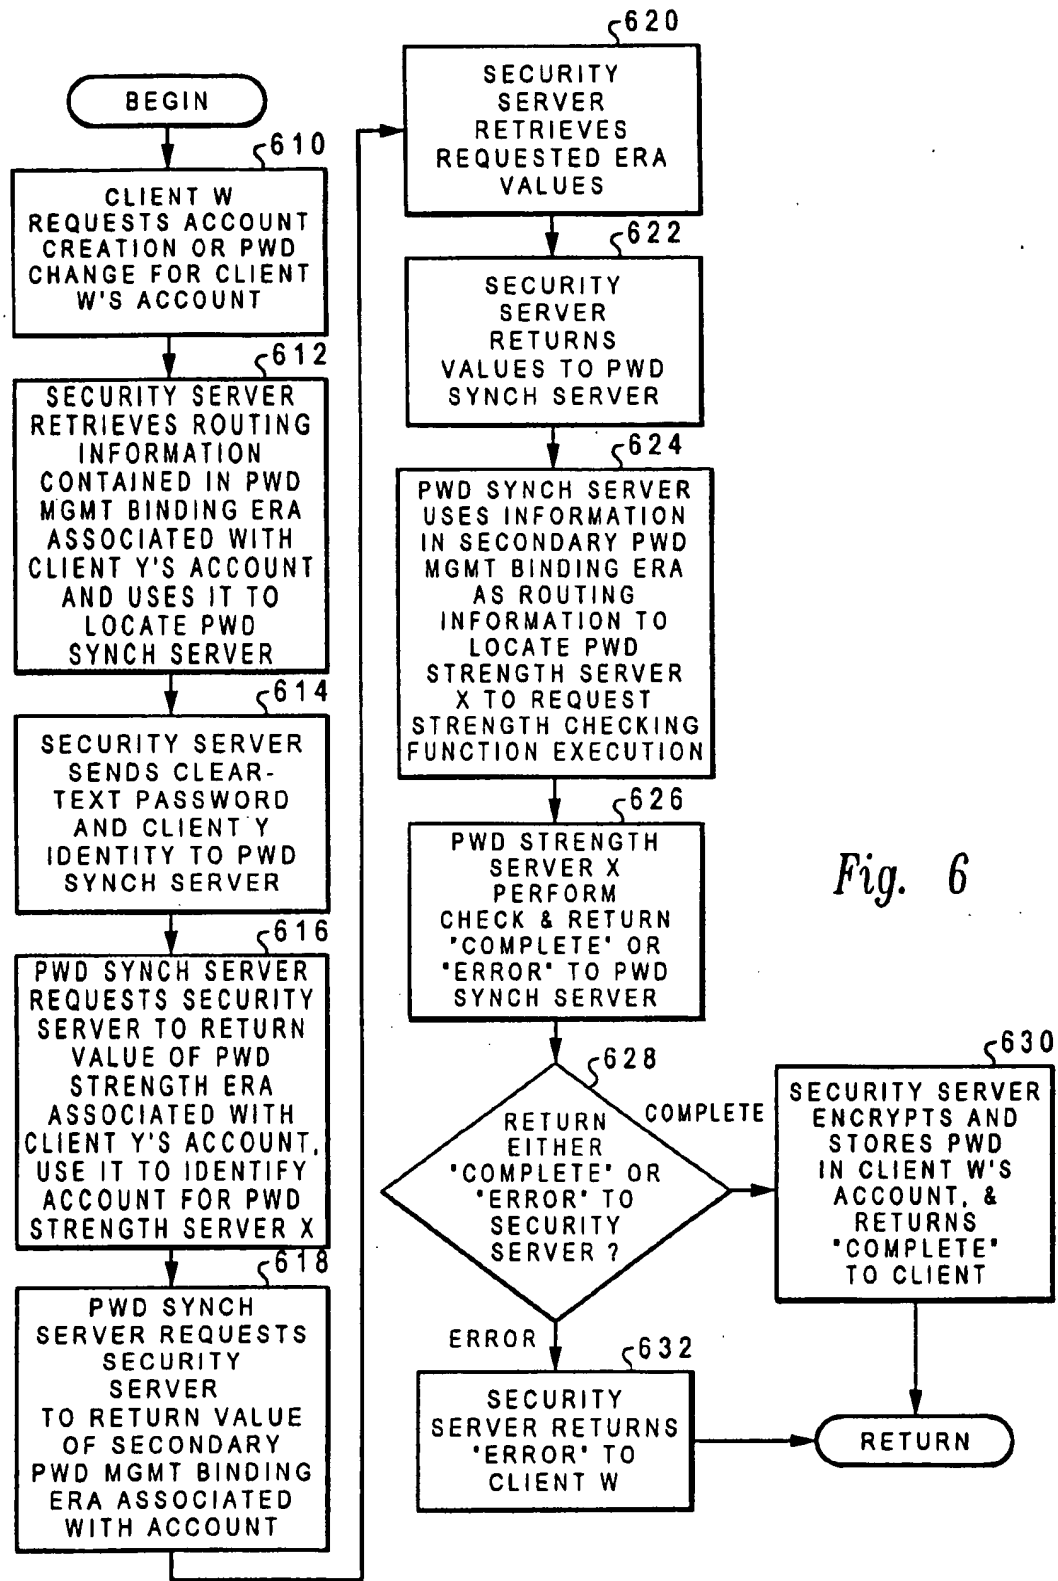 BEGIN
610
CLIENT W
REQUESTS ACCOUNT
CREATION OR PWD
CHANGE FOR CLIENT
W'S ACCOUNT
612
SECURITY SERVER
RETRIEVES ROUTING
INFORMATION
CONTAINED IN PWD
MGMT BINDING ERA
ASSOCIATED WITH
CLIENT Y'S ACCOUNT
AND USES IT TO
LOCATE PWD
SYNCH SERVER
614
SECURITY SERVER
SENDS CLEAR-
TEXT PASSWORD
AND CLIENT Y
IDENTITY TO PWD
SYNCH SERVER
616
PWD SYNCH SERVER
REQUESTS SECURITY
SERVER TO RETURN
VALUE OF PWD
STRENGTH ERA
ASSOCIATED WITH
CLIENT Y'S ACCOUNT,
USE IT TO IDENTIFY
ACCOUNT FOR PWD
STRENGTH SERVER X
618
PWD SYNCH
SERVER REQUESTS
SECURITY
SERVER
TO RETURN VALUE
OF SECONDARY
PWD MGMT BINDING
ERA ASSOCIATED
WITH ACCOUNT
620
SECURITY
SERVER
RETRIEVES
REQUESTED ERA
VALUES
622
SECURITY
SERVER
RETURNS
VALUES TO PWD
SYNCH SERVER
624
PWD SYNCH SERVER
USES INFORMATION
IN SECONDARY PWD
MGMT BINDING ERA
AS ROUTING
INFORMATION TO
LOCATE PWD
STRENGTH SERVER
X TO REQUEST
STRENGTH CHECKING
FUNCTION EXECUTION
626
PWD STRENGTH
SERVER X
PERFORM
CHECK & RETURN
"COMPLETE" OR
"ERROR" TO PWD
SYNCH SERVER
628
RETURN
EITHER
"COMPLETE" OR
"ERROR" TO
SECURITY
SERVER ?
COMPLETE
ERROR
630
SECURITY SERVER
ENCRYPTS AND
STORES PWD
IN CLIENT W'S
ACCOUNT, &
RETURNS
"COMPLETE"
TO CLIENT
632
SECURITY
SERVER RETURNS
"ERROR" TO
CLIENT W
RETURN
Fig. 6